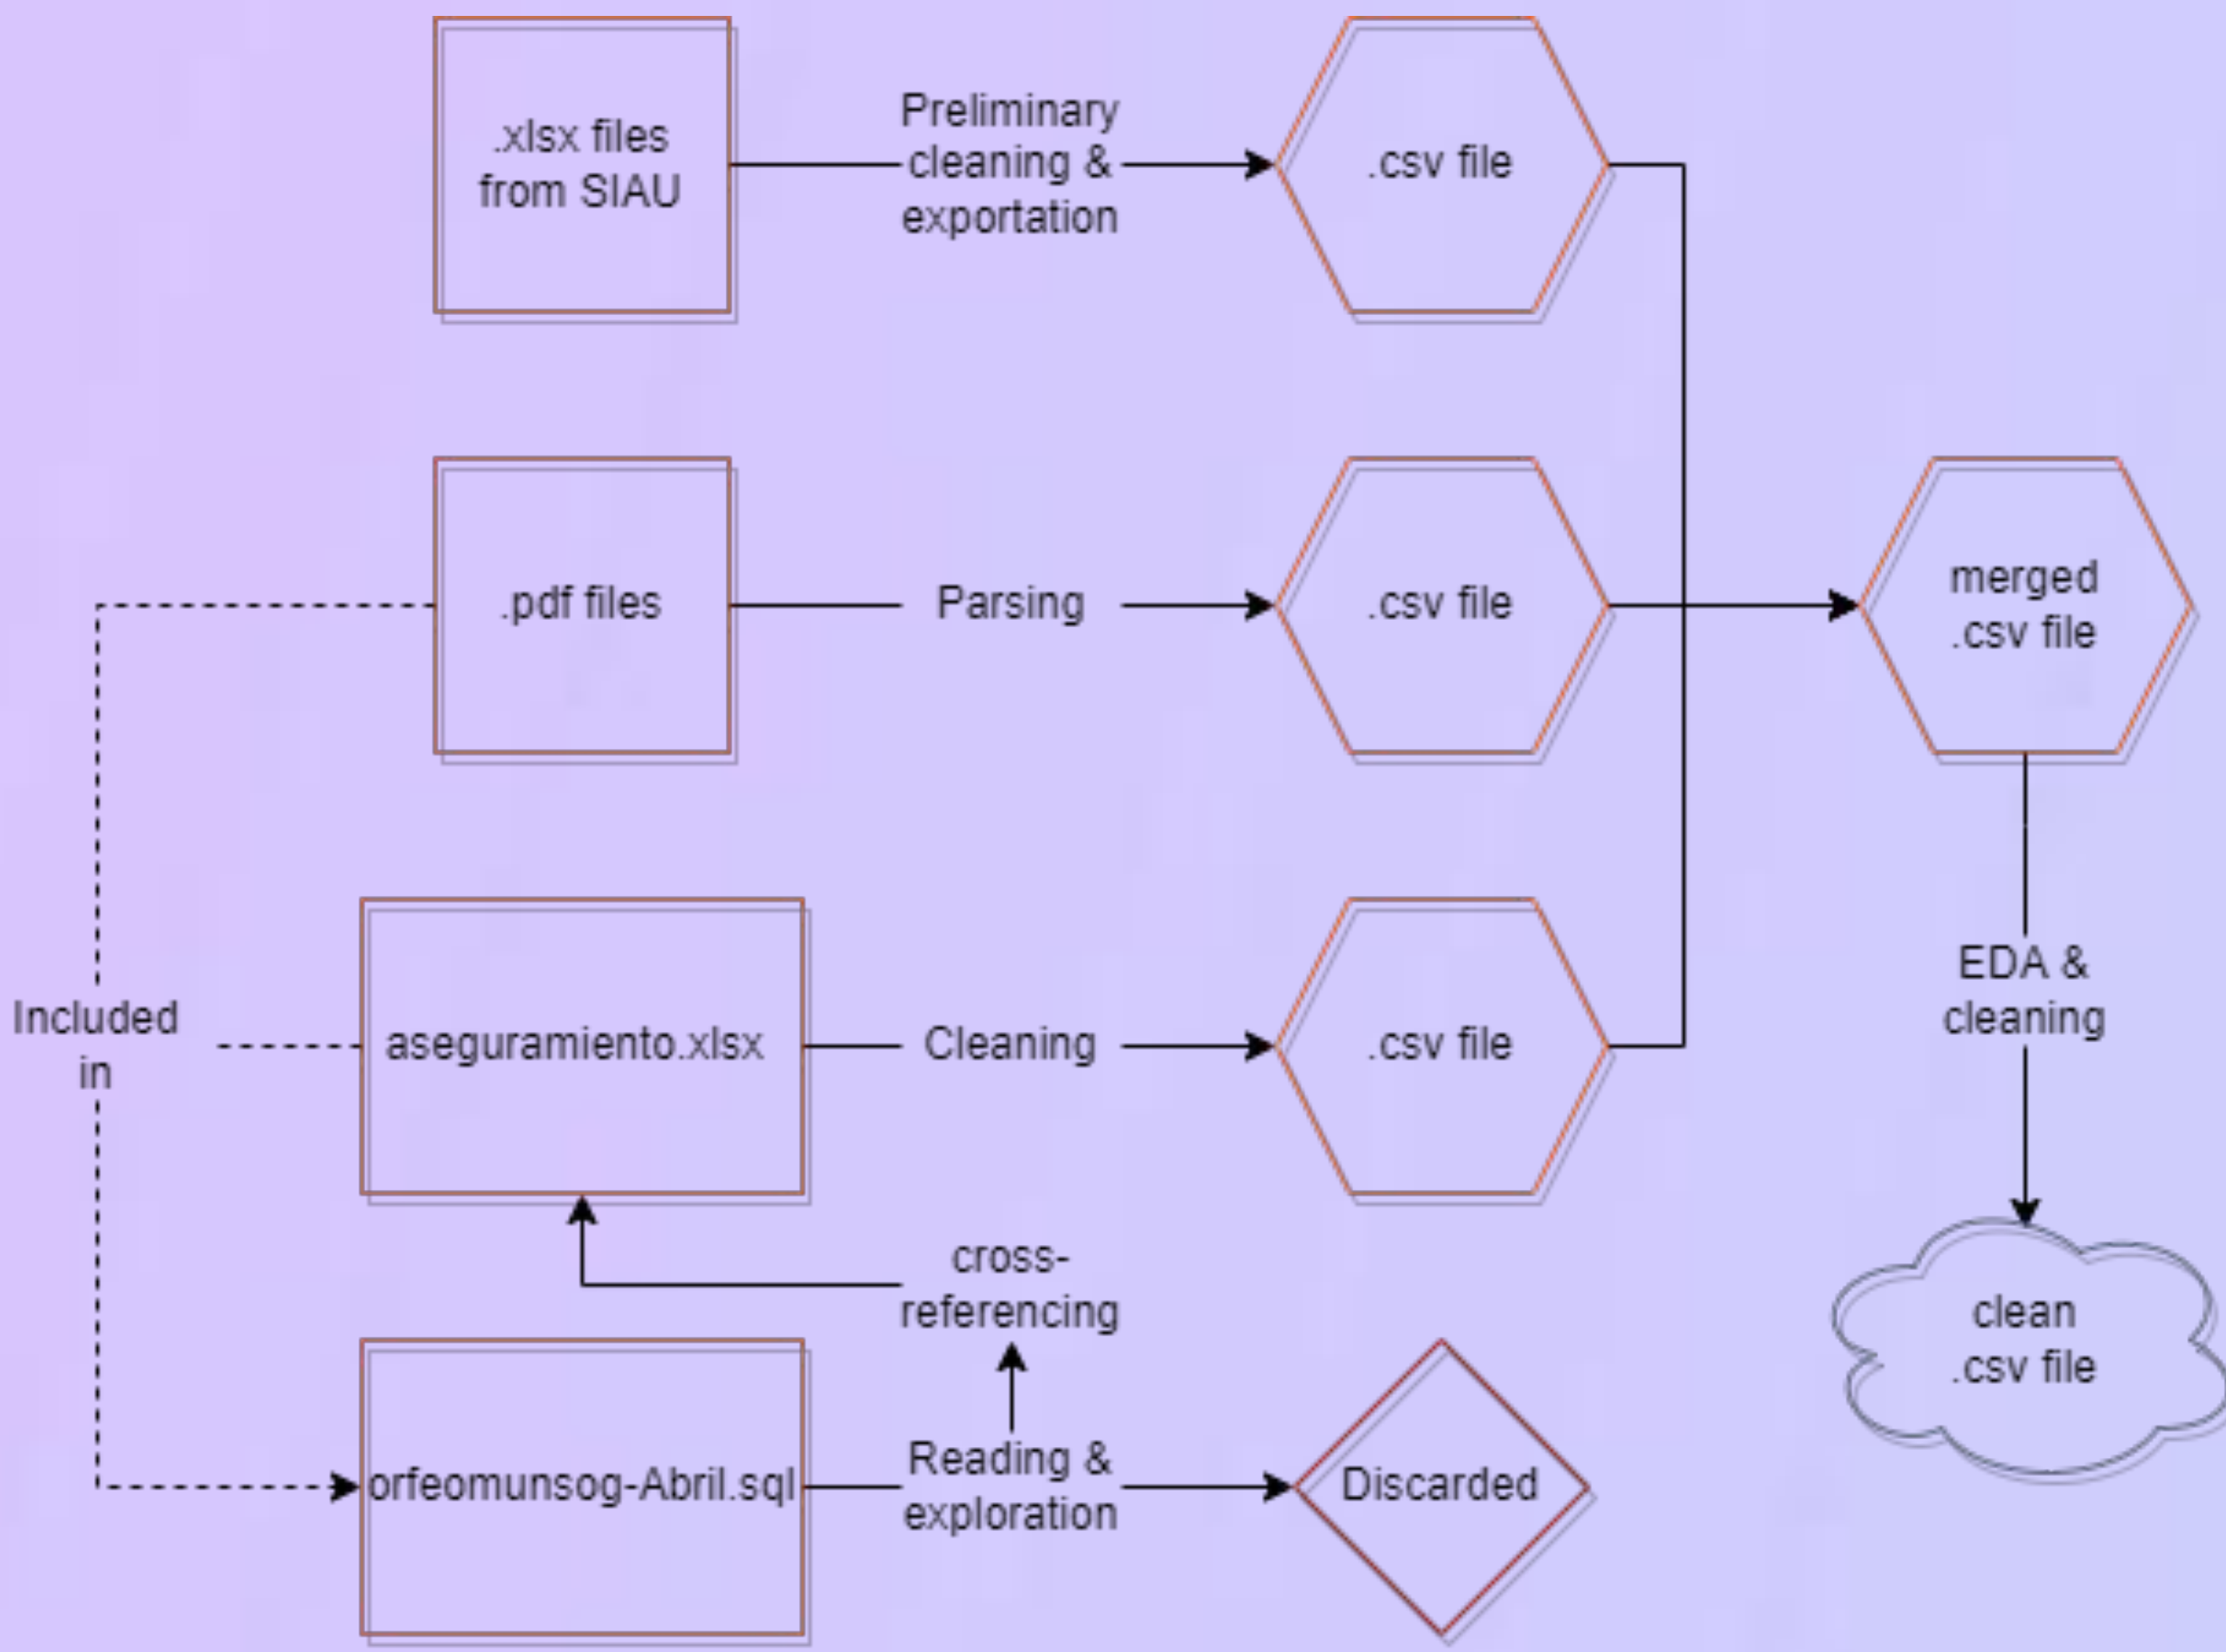 .xlsx files
from SIAU
Preliminary
cleaning &
exportation
.csv file
.pdf files
Parsing
.csv file
merged
.csv file
Included
in
aseguramiento.xlsx
Cleaning
.csv file
EDA &
cleaning
cross-
referencing
orfeomunsog-Abril.sql
Reading &
exploration
Discarded
clean
.csv file